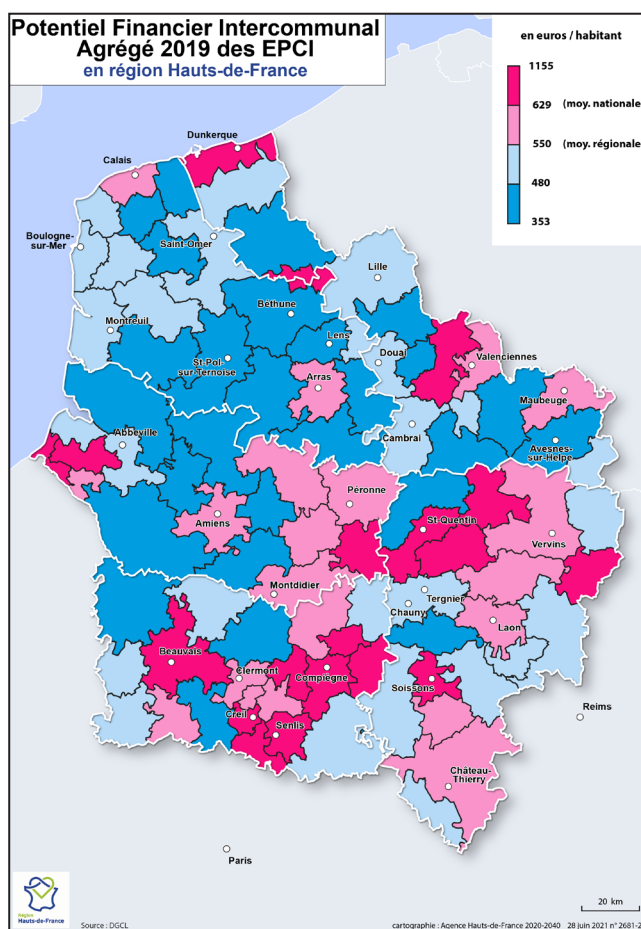 Potentiel Financier Intercommunal
Agrégé 2019 des EPCI
en région Hauts-de-France
en euros / habitant
1155
629 (moy. nationale
550 (moy. régionale
480
353
Dunkerque
Calais
Boulogne-
sur-Mer
Saint-Omer
Lille
Béthune
Montreuil
Lens
St-Pol-
sur-Ternoise
Douai
Valenciennes
Arras
Maubeuge
Cambrai
Abbeville
Avesnes-
sur-Helpe
Péronne
Amiens
St-Quentin
Vervins
Montdidier
Tergnier
Chauny
Laon
Beauvais
Clermont
Compiègne
Soissons
Creil
Senlis
Reims
Château-
Thierry
Paris
Région
Hauts-de-France
20 km
Source : DGCL
cartographie : Agence Hauts-de-France 2020-2040 28 juin 2021 n° 2681-2